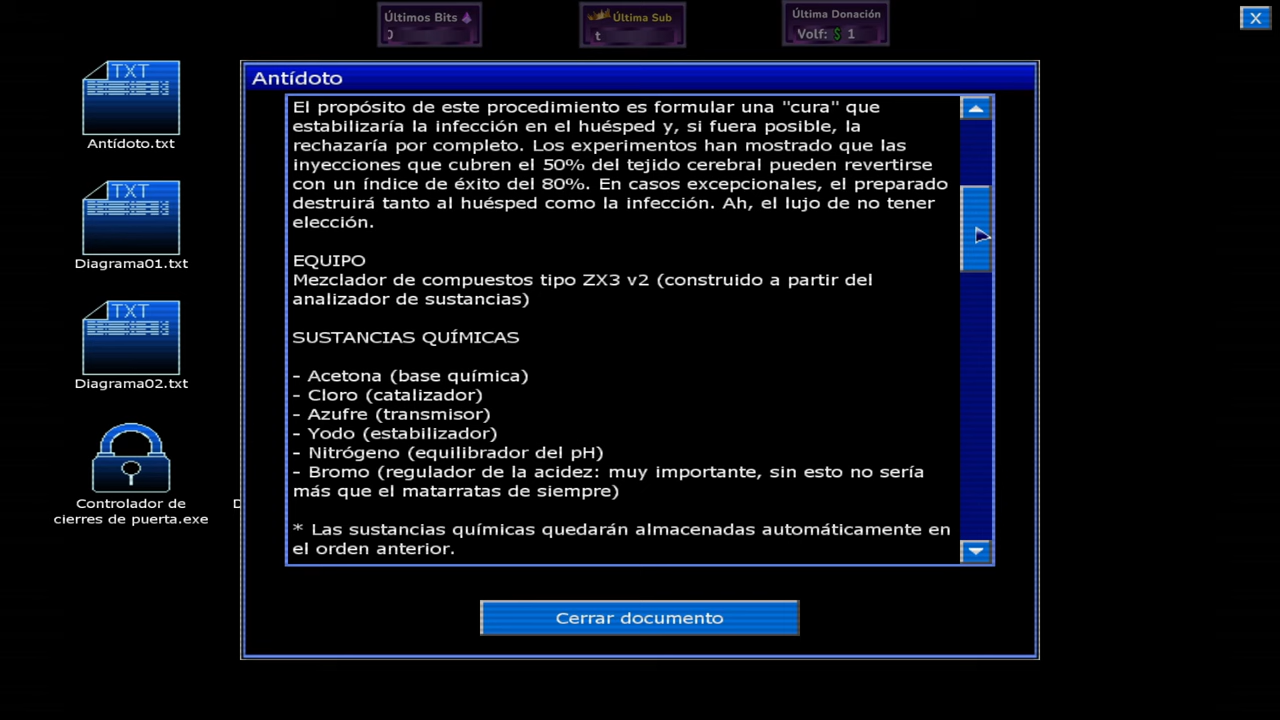 Últimos Bits
Última Sub
t
Última Donación
Volf: $ 1
X
TXT
Antídoto.txt
TXT
Diagrama01.txt
TXT
Diagrama02.txt
Controlador de
cierres de puerta.exe
Antídoto
El propósito de este procedimiento es formular una "cura" que
estabilizaría la infección en el huésped y, si fuera posible, la
rechazaría por completo. Los experimentos han mostrado que las
inyecciones que cubren el 50% del tejido cerebral pueden revertirse
con un índice de éxito del 80%. En casos excepcionales, el preparado
destruirá tanto al huésped como la infección. Ah, el lujo de no tener
elección.
EQUIPO
Mezclador de compuestos tipo ZX3 v2 (construido a partir del
analizador de sustancias)
SUSTANCIAS QUÍMICAS
- Acetona (base química)
- Cloro (catalizador)
- Azufre (transmisor)
- Yodo (estabilizador)
- Nitrógeno (equilibrador del pH)
- Bromo (regulador de la acidez: muy importante, sin esto no sería
más que el matarratas de siempre)
* Las sustancias químicas quedarán almacenadas automáticamente en
el orden anterior.
Cerrar documento